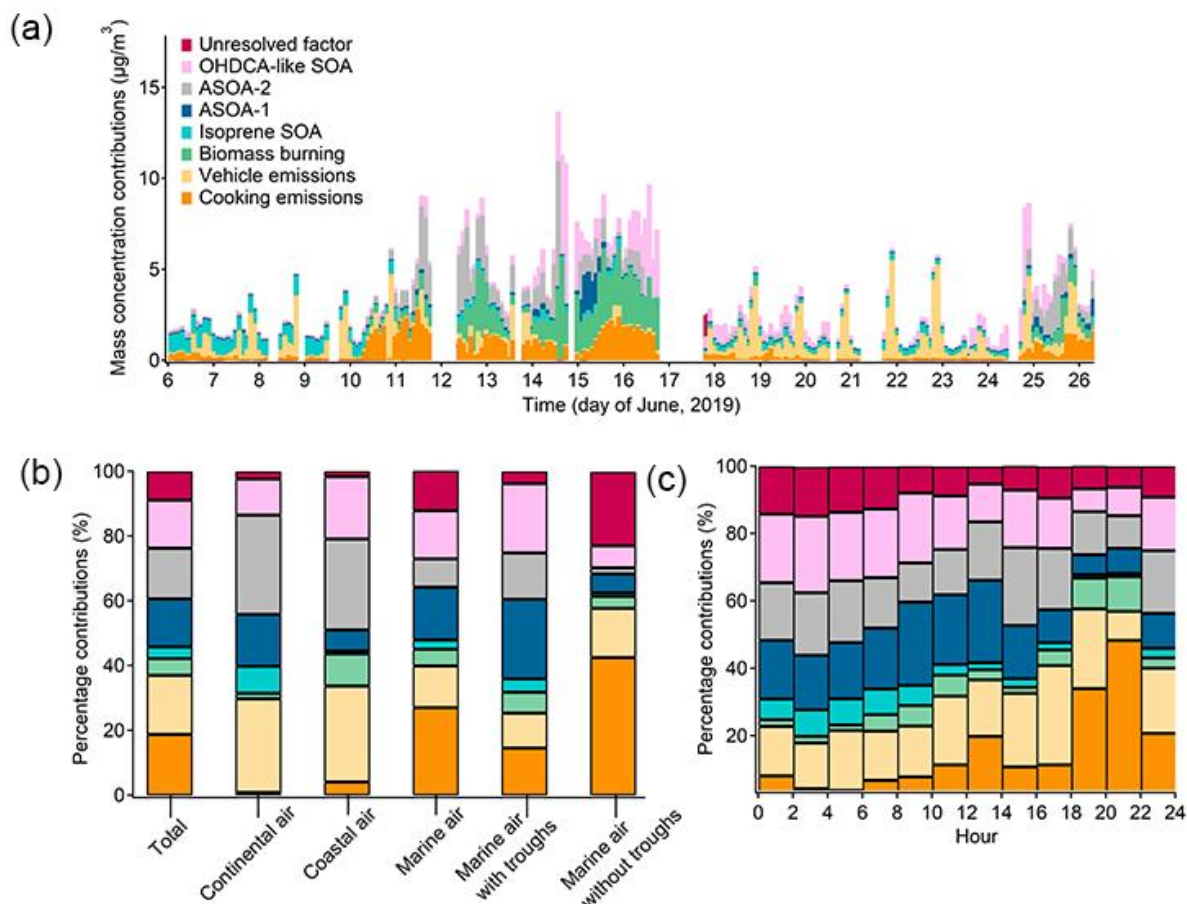 (a)
Mass concentration contributions (µg/m³)
15
10
5
0
Unresolved factor
OHDCA-like SOA
ASOA-2
ASOA-1
Isoprene SOA
Biomass burning
Vehicle emissions
Cooking emissions
6 7 8 9 10 11 12 13 14 15 16 17 18 19 20 21 22 23 24 25 26
Time (day of June, 2019)
(b)
Percentage contributions (%)
100
80
60
40
20
0
Total
Continental air
Coastal air
Marine air
Marine air
with troughs
Marine air
without troughs
(c)
Percentage contributions (%)
100
80
60
40
20
0 2 4 6 8 10 12 14 16 18 20 22 24
Hour